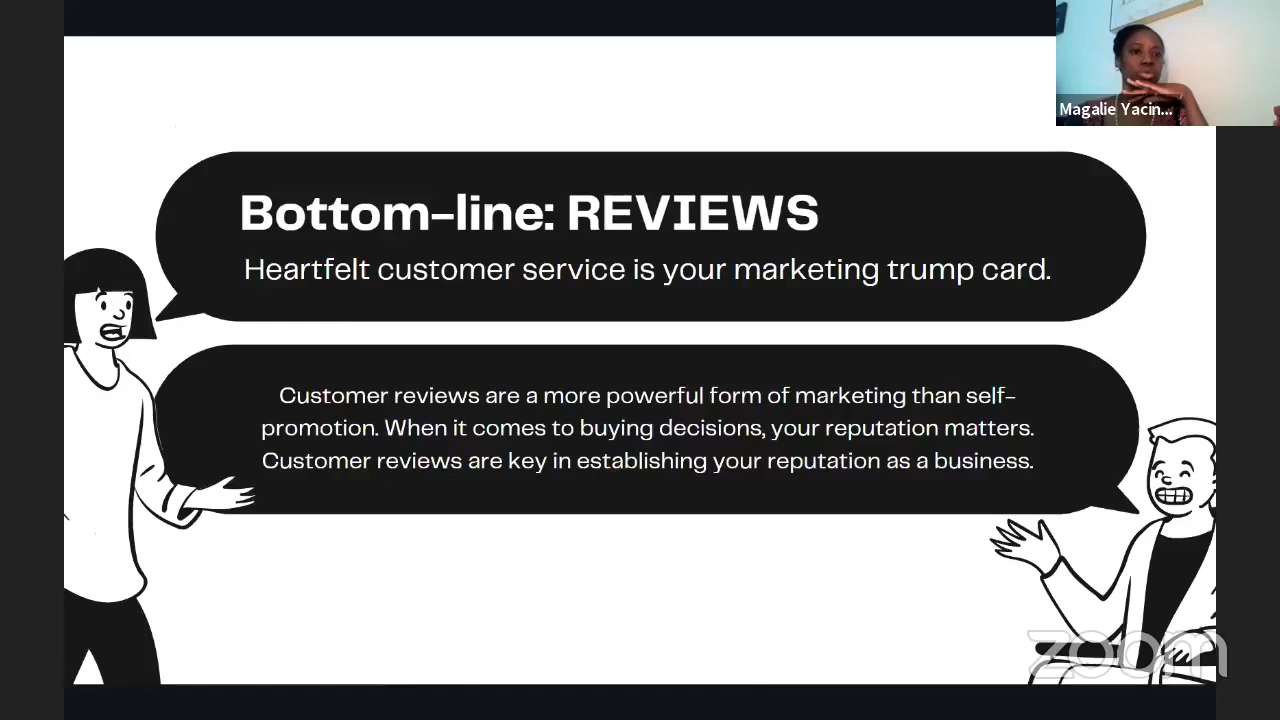 Magalie Yacin...
Bottom-line: REVIEWS
Heartfelt customer service is your marketing trump card.
Customer reviews are a more powerful form of marketing than self-
promotion. When it comes to buying decisions, your reputation matters.
Customer reviews are key in establishing your reputation as a business.
zoom